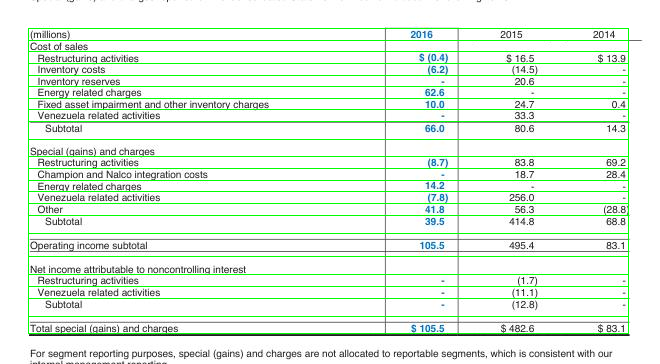 (millions) 2016 2015 2014
Cost of sales
Restructuring activities $ (0.4) $ 16.5 $ 13.9
Inventory costs (6.2) (14.5) -
Inventory reserves - 20.6 -
Energy related charges 62.6 - -
Fixed asset impairment and other inventory charges 10.0 24.7 0.4
Venezuela related activities - 33.3 -
Subtotal 66.0 80.6 14.3
Special (gains) and charges
Restructuring activities (8.7) 83.8 69.2
Champion and Nalco integration costs - 18.7 28.4
Energy related charges 14.2 - -
Venezuela related activities (7.8) 256.0 -
Other 41.8 56.3 (28.8)
Subtotal 39.5 414.8 68.8
Operating income subtotal 105.5 495.4 83.1
Net income attributable to noncontrolling interest
Restructuring activities - (1.7) -
Venezuela related activities - (11.1) -
Subtotal - (12.8) -
Total special (gains) and charges $ 105.5 $ 482.6 $ 83.1
For segment reporting purposes, special (gains) and charges are not allocated to reportable segments, which is consistent with our
internal management reporting.